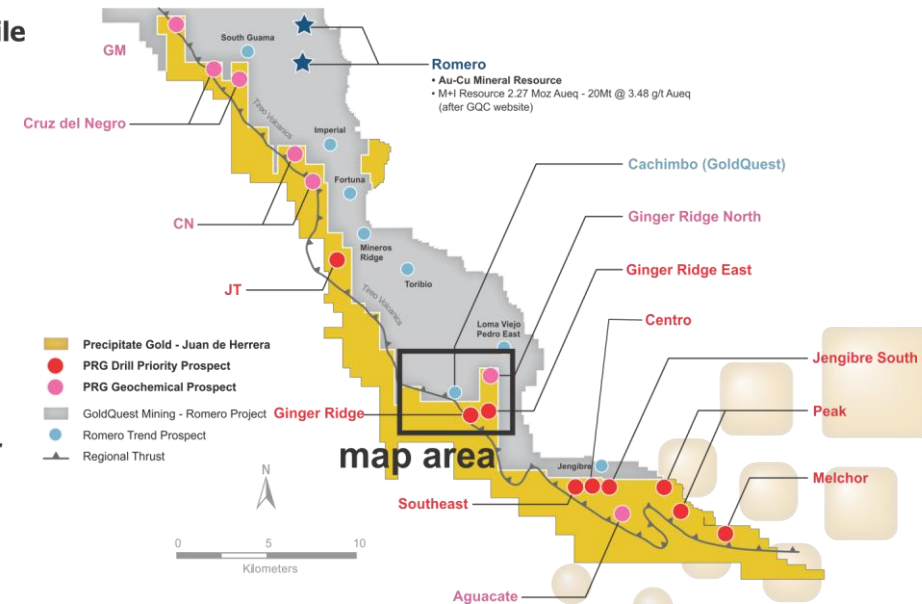 ile
GM
South Guama
Romero
• Au-Cu Mineral Resource
• M+I Resource 2.27 Moz Aueq - 20Mt @ 3.48 g/t Aueq
(after GQC website)
Cruz del Negro
Tireo Volcanics
Imperial
Cachimbo (GoldQuest)
Fortuna
Ginger Ridge North
CN
Mineros
Ridge
Toribio
Ginger Ridge East
JT
Tireo Volcanics
Centro
Loma Viejo
Pedro East
Precipitate Gold - Juan de Herrera
PRG Drill Priority Prospect
PRG Geochemical Prospect
GoldQuest Mining - Romero Project
Romero Trend Prospect
Regional Thrust
Jengibre South
Ginger Ridge
Peak
map area
Jengibre
N
Southeast
Melchor
0 5 10
Kilometers
Aguacate